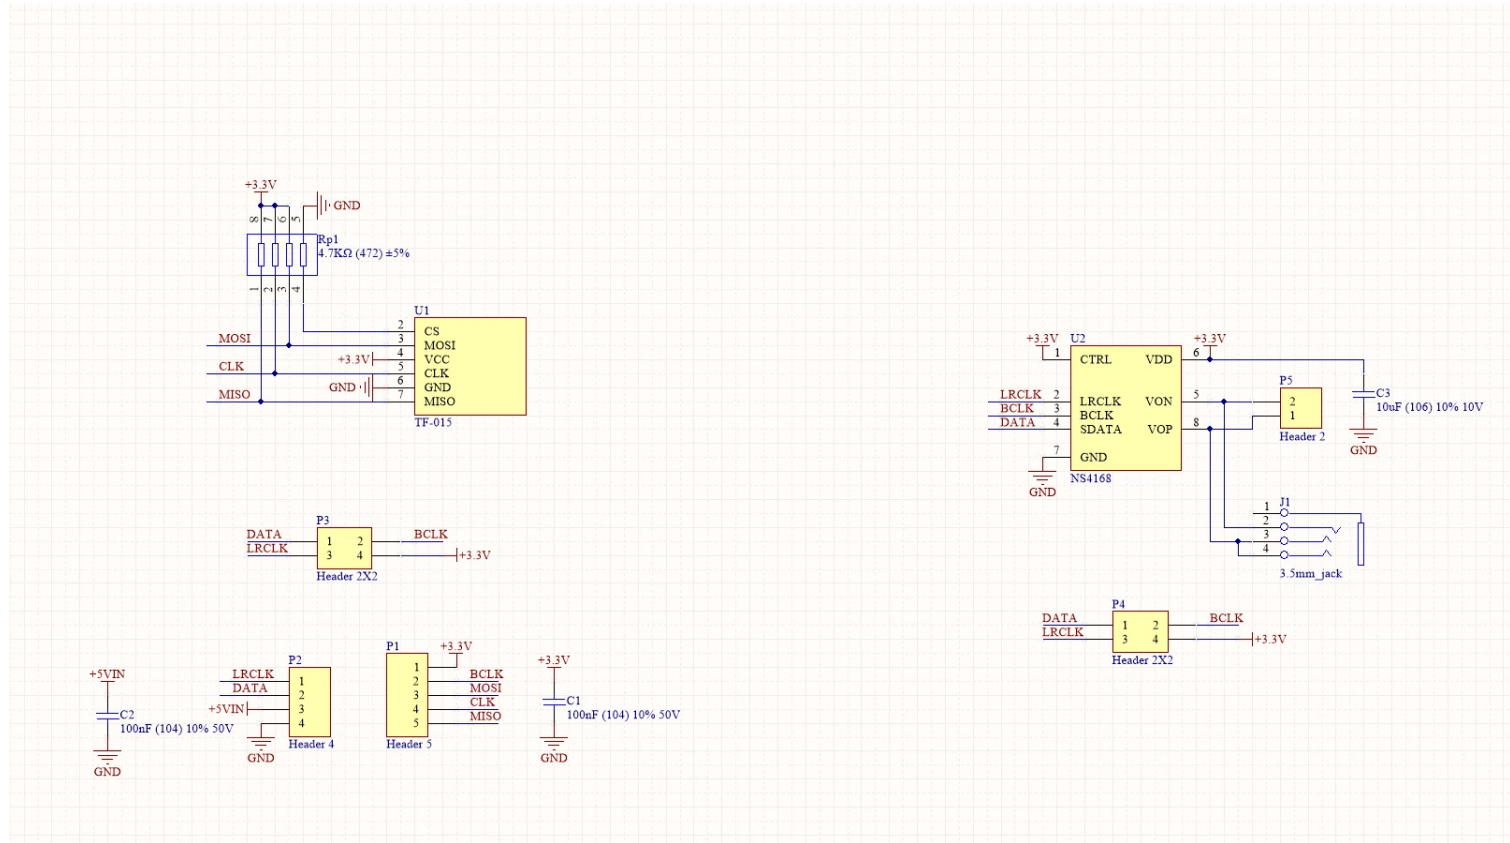 +3.3V
8 7 6 5
GND
Rp1
4.7KΩ (472) ±5%
1 2 3 4
U1
2 CS
MOSI 3 MOSI
+3.3V 4 VCC
CLK 5 CLK
GND 6 GND
MISO 7 MISO
TF-015
+3.3V U2 +3.3V
1 CTRL VDD 6
LRCLK 2 LRCLK VON 5
BCLK 3 BCLK
DATA 4 SDATA VOP 8
7 GND
GND
NS4168
P5
2
1
Header 2
C3
10uF (106) 10% 10V
GND
J1
1
2
3
4
3.5mm_jack
P3
DATA 1 2 BCLK
LRCLK 3 4 +3.3V
Header 2X2
P4
DATA 1 2 BCLK
LRCLK 3 4 +3.3V
Header 2X2
+5VIN
C2
100nF (104) 10% 50V
GND
P2
LRCLK 1
DATA 2
+5VIN 3
4
GND
Header 4
P1 +3.3V
1
2 BCLK
3 MOSI
4 CLK
5 MISO
Header 5
+3.3V
C1
100nF (104) 10% 50V
GND